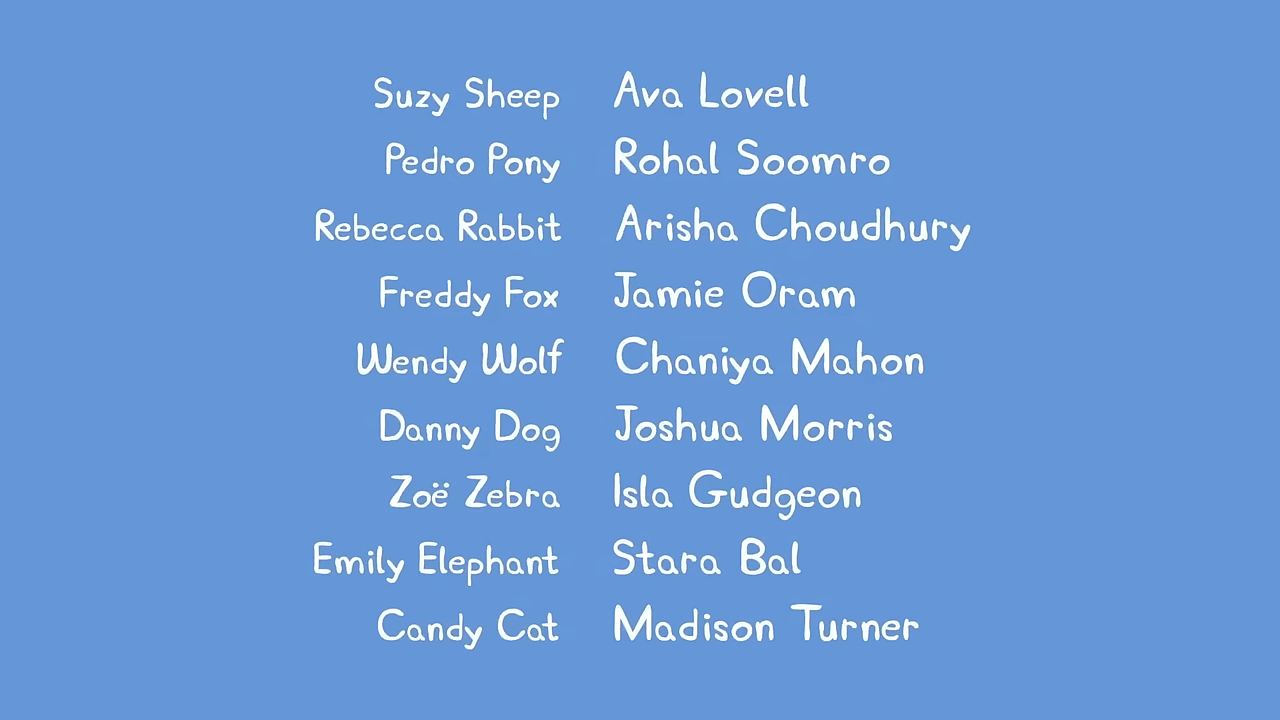 Suzy Sheep Ava Lovell
Pedro Pony Rohal Soomro
Rebecca Rabbit Arisha Choudhury
Freddy Fox Jamie Oram
Wendy Wolf Chaniya Mahon
Danny Dog Joshua Morris
Zoë Zebra Isla Gudgeon
Emily Elephant Stara Bal
Candy Cat Madison Turner